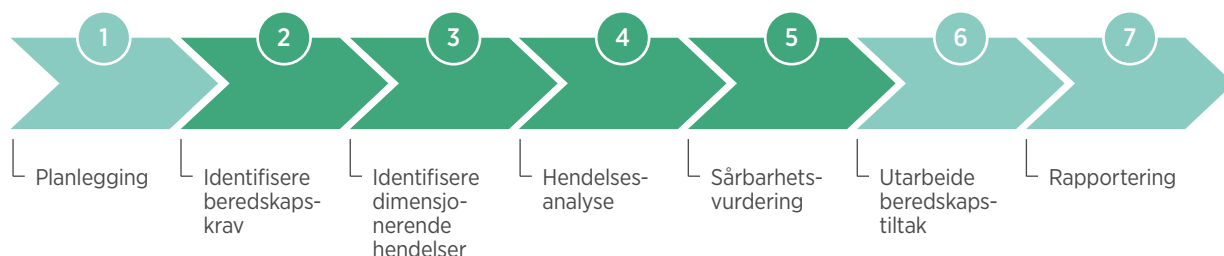 1
2
3
4
5
6
7
Planlegging
Identifisere
beredskaps-
krav
Identifisere
dimensjo-
nerende
hendelser
Hendelses-
analyse
Sårbarhets-
vurdering
Utarbeide
beredskaps-
tiltak
Rapportering